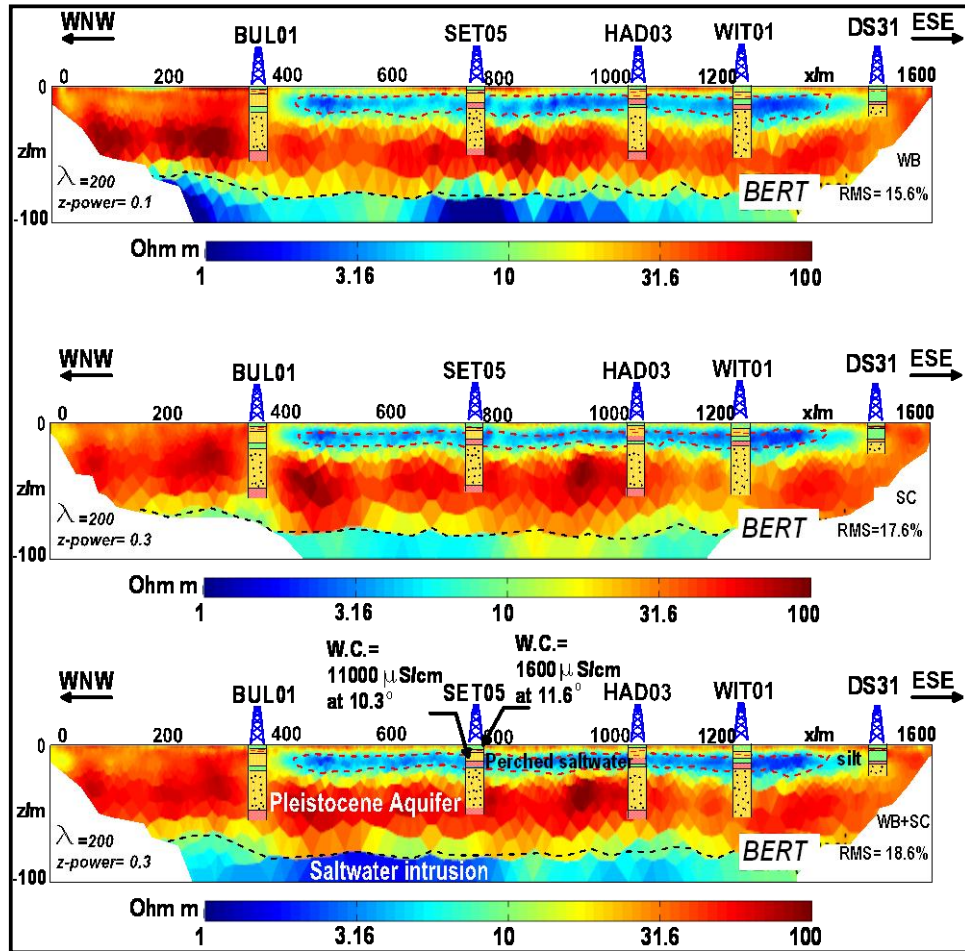 WNW
ESE
BUL01 SET05 HAD03 WIT01 DS31
0 200 400 600 800 1000 1200 x/m 1600
0
z/m
-100
λ =200
z-power= 0.1
WB
BERT RMS= 15.6%
Ohm m
1 3.16 10 31.6 100
WNW
ESE
BUL01 SET05 HAD03 WIT01 DS31
0 200 400 600 800 1000 1200 x/m 1600
0
z/m
-100
λ =200
z-power= 0.3
SC
BERT RMS=17.6%
Ohm m
1 3.16 10 31.6 100
W.C.=
11000 μ S/cm
at 10.3°
W.C.=
1600 μ S/cm
at 11.6°
WNW
ESE
BUL01 SET05 HAD03 WIT01 DS31
0 200 400 600 800 1000 1200 x/m 1600
0
Perched saltwater
silt
Pleistocene Aquifer
z/m
-100
λ =200
z-power= 0.3
WB+SC
BERT RMS= 18.6%
Saltwater intrusion
Ohm m
1 3.16 10 31.6 100